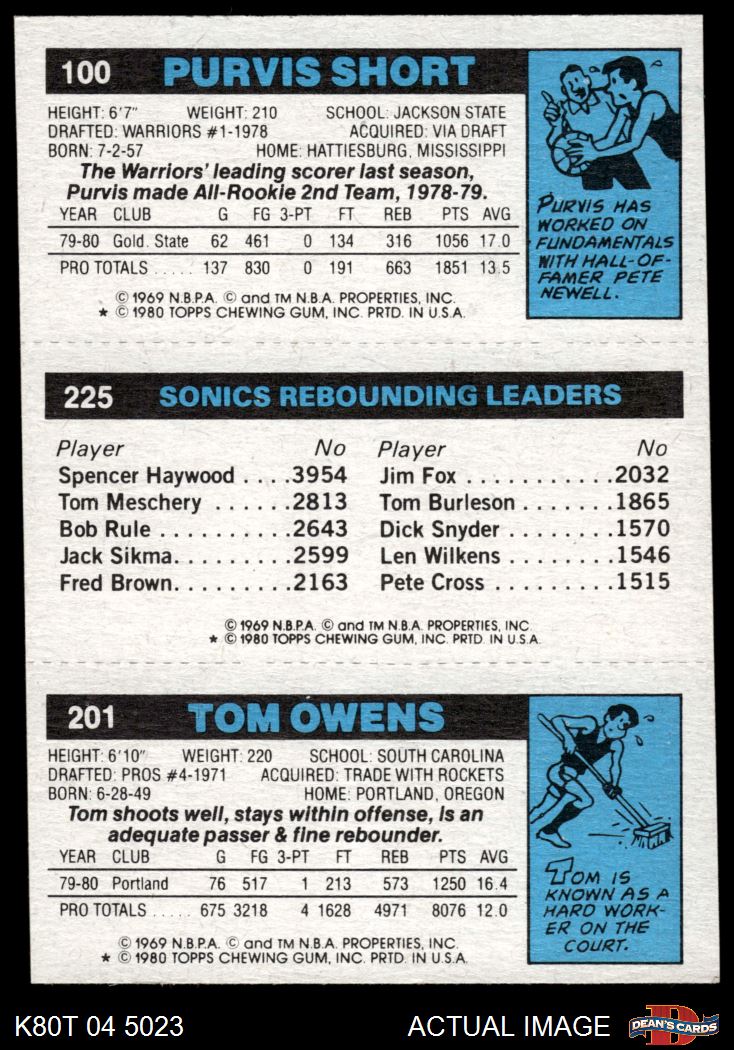 100 PURVIS SHORT
HEIGHT: 6'7" WEIGHT: 210 SCHOOL: JACKSON STATE
DRAFTED: WARRIORS #1-1978 ACQUIRED: VIA DRAFT
BORN: 7-2-57 HOME: HATTIESBURG, MISSISSIPPI
The Warriors' leading scorer last season,
Purvis made All-Rookie 2nd Team, 1978-79.
YEAR CLUB G FG 3-PT FT REB PTS AVG
79-80 Gold. State 62 461 0 134 316 1056 17.0
PRO TOTALS ..... 137 830 0 191 663 1851 13.5
© 1969 N.B.P.A. © and TM N.B.A. PROPERTIES, INC.
★ © 1980 TOPPS CHEWING GUM, INC. PRTD. IN U.S.A.
PURVIS HAS
WORKED ON
FUNDAMENTALS
WITH HALL-OF-
FAMER PETE
NEWELL.
225 SONICS REBOUNDING LEADERS
Player No Player No
Spencer Haywood ....3954 Jim Fox ...........2032
Tom Meschery ......2813 Tom Burleson .......1865
Bob Rule ..........2643 Dick Snyder ........1570
Jack Sikma.........2599 Len Wilkens ........1546
Fred Brown.........2163 Pete Cross .........1515
© 1969 N.B.P.A. © and TM N.B.A. PROPERTIES, INC.
★ © 1980 TOPPS CHEWING GUM, INC. PRTD. IN U.S.A.
201 TOM OWENS
HEIGHT: 6'10" WEIGHT: 220 SCHOOL: SOUTH CAROLINA
DRAFTED: PROS #4-1971 ACQUIRED: TRADE WITH ROCKETS
BORN: 6-28-49 HOME: PORTLAND, OREGON
Tom shoots well, stays within offense, is an
adequate passer & fine rebounder.
YEAR CLUB G FG 3-PT FT REB PTS AVG
79-80 Portland 76 517 1 213 573 1250 16.4
PRO TOTALS ..... 675 3218 4 1628 4971 8076 12.0
© 1969 N.B.P.A. © and TM N.B.A. PROPERTIES, INC.
★ © 1980 TOPPS CHEWING GUM, INC. PRTD. IN U.S.A.
TOM IS
KNOWN AS A
HARD WORK-
ER ON THE
COURT.
K80T 04 5023 ACTUAL IMAGE D DEAN'S CARDS